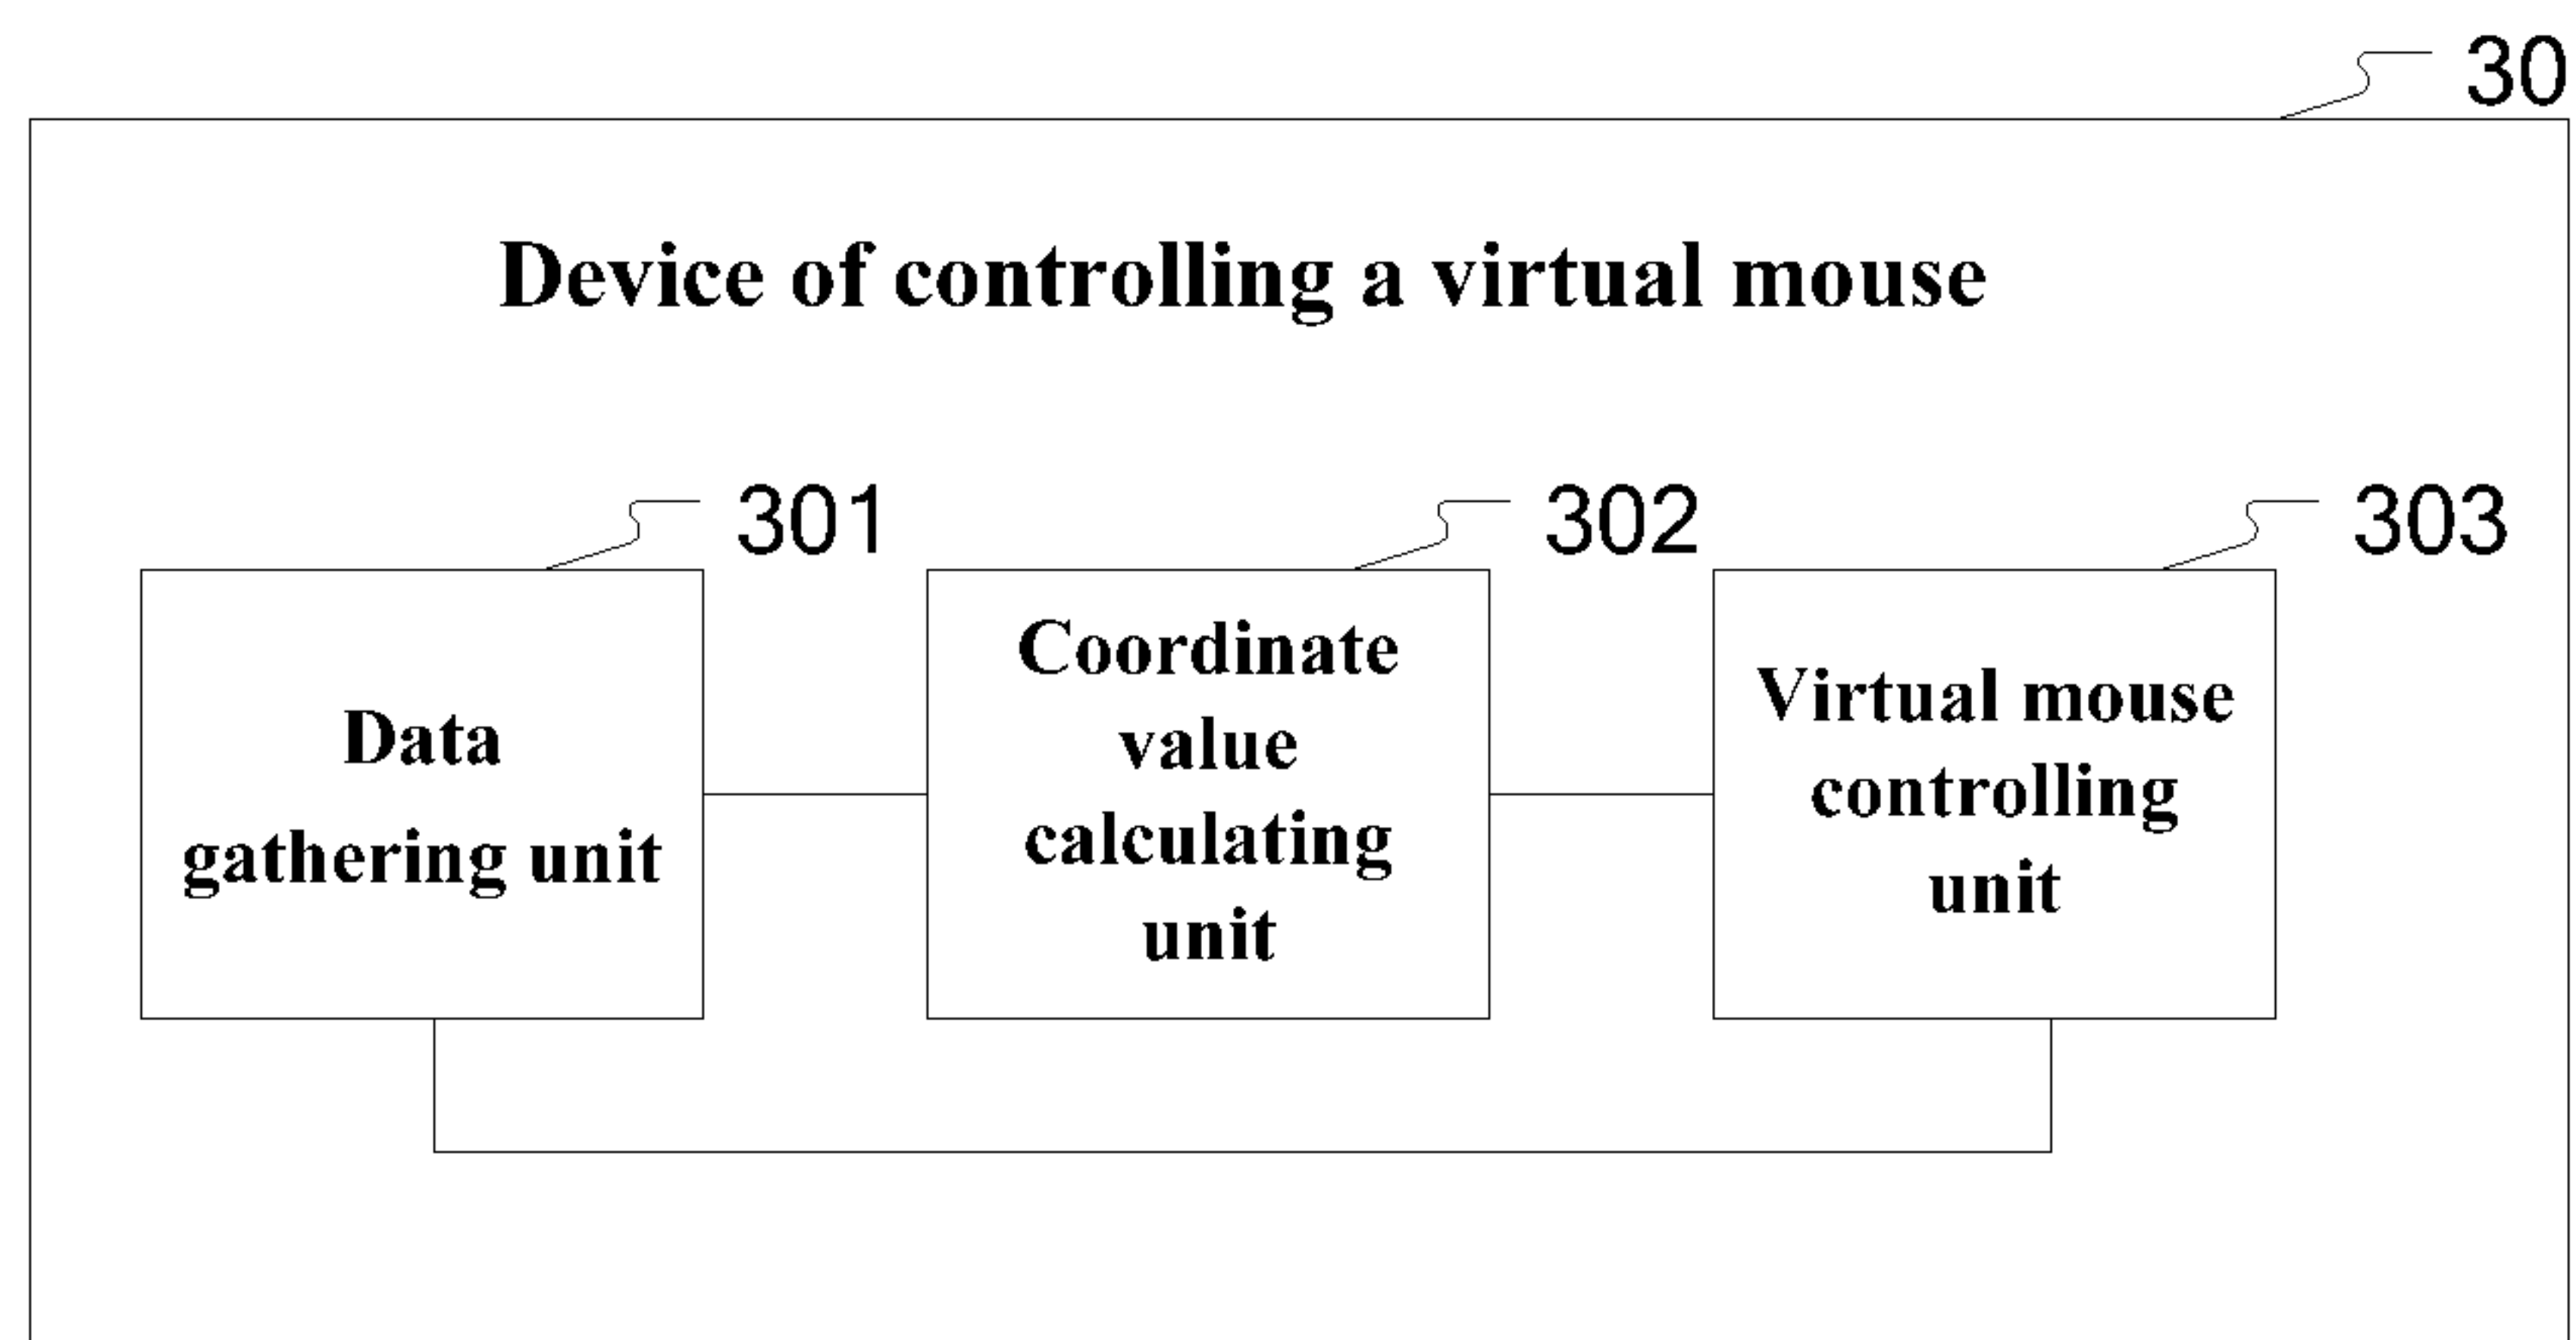 30
Device of controlling a virtual mouse
301
302
303
Data
gathering unit
Coordinate
value
calculating
unit
Virtual mouse
controlling
unit